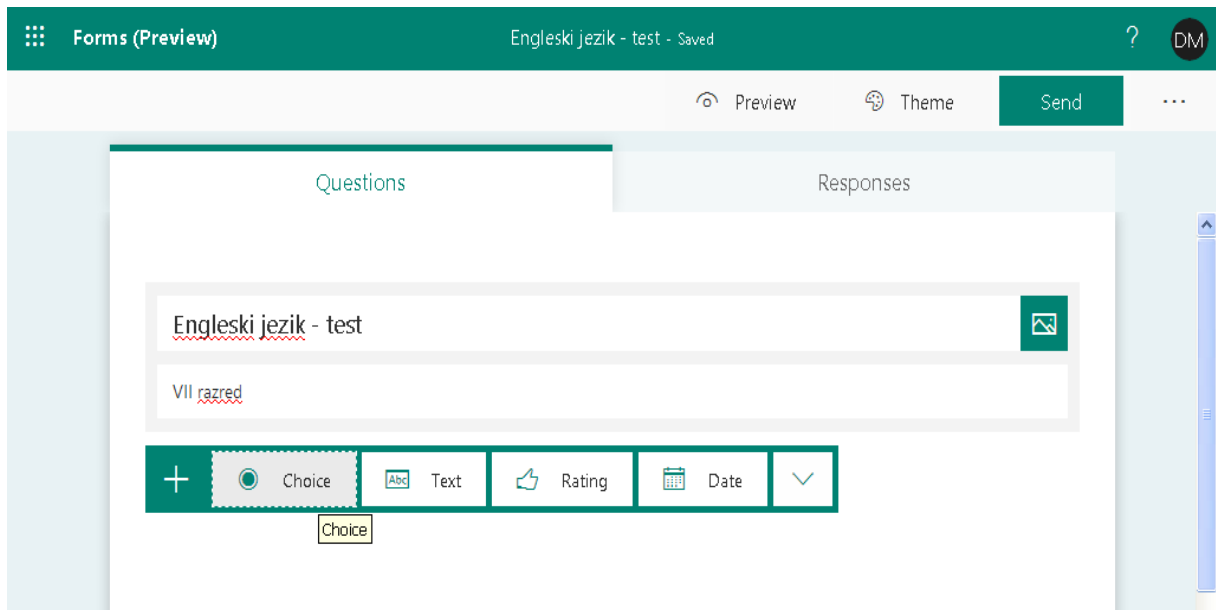 Forms (Preview) Engleski jezik - test - Saved ? DM
Preview Theme Send ...
Questions Responses
Engleski jezik - test
VII razred
+ Choice Abc Text Rating Date
Choice